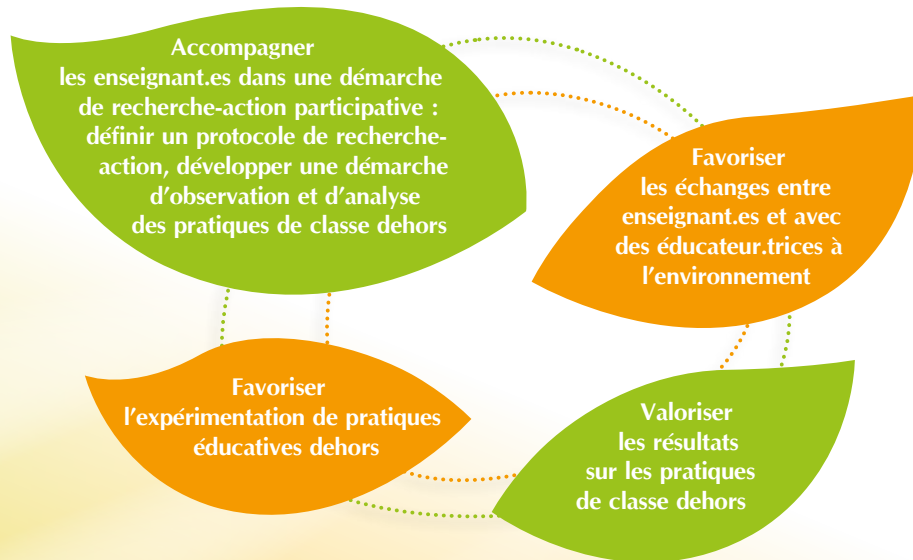 Accompagner
les enseignant.es dans une démarche
de recherche-action participative :
définir un protocole de recherche-
action, développer une démarche
d'observation et d'analyse
des pratiques de classe dehors
Favoriser
les échanges entre
enseignant.es et avec
des éducateur.trices à
l'environnement
Favoriser
l'expérimentation de pratiques
éducatives dehors
Valoriser
les résultats
sur les pratiques
de classe dehors